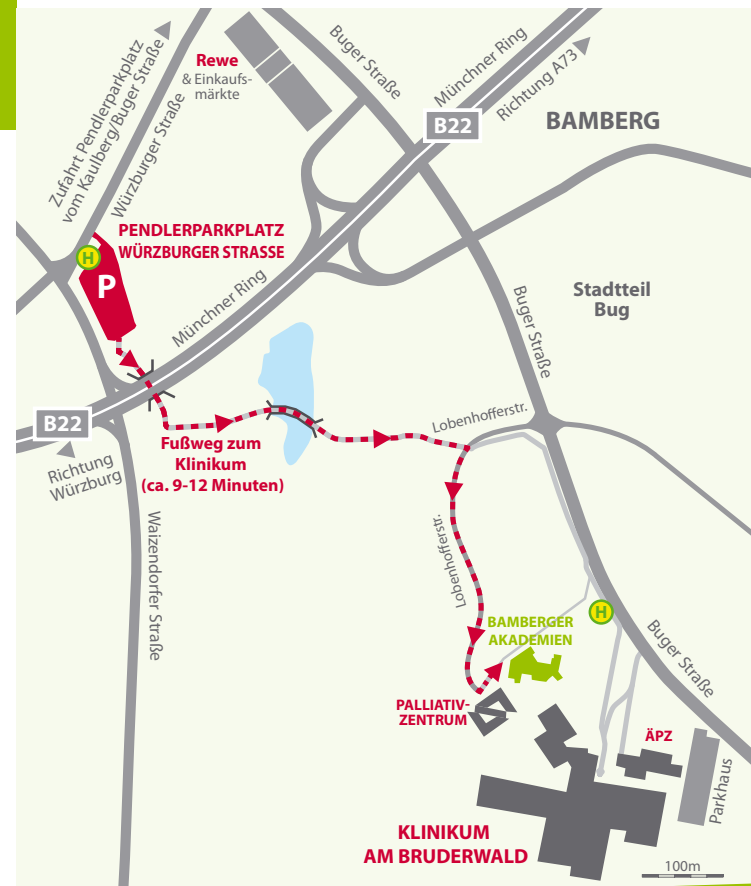 Zufahrt Pendlerparkplatz
vom Kaulberg/Buger Straße
Würzburger Straße
Rewe
& Einkaufs-
märkte
Buger Straße
Münchner Ring
Richtung A73
B22
BAMBERG
PENDLERPARKPLATZ
WÜRZBURGER STRASSE
H
P
Münchner Ring
Stadtteil
Bug
Buger Straße
B22
Richtung
Würzburg
Fußweg zum
Klinikum
(ca. 9-12 Minuten)
Lobenhofferstr.
Waizendorfer Straße
Lobenhofferstr.
H
BAMBERGER
AKADEMIEN
Buger Straße
PALLIATIV-
ZENTRUM
ÄPZ
Parkhaus
KLINIKUM
AM BRUDERWALD
100m